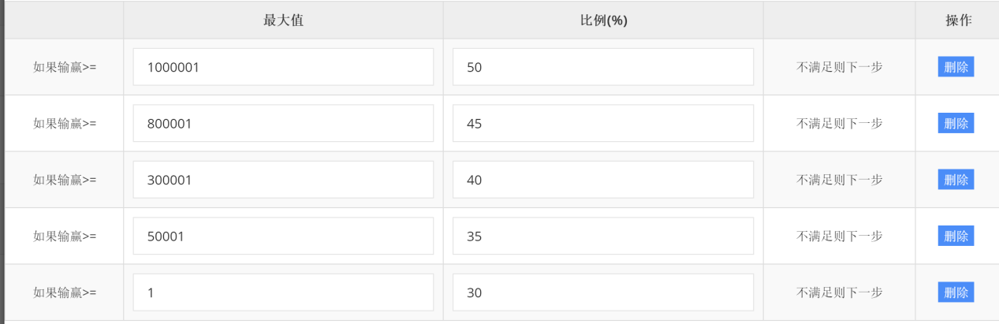 最大值 比例(%) 操作
如果输赢>= 1000001 50 不满足则下一步 删除
如果输赢>= 800001 45 不满足则下一步 删除
如果输赢>= 300001 40 不满足则下一步 删除
如果输赢>= 50001 35 不满足则下一步 删除
如果输赢>= 1 30 不满足则下一步 删除